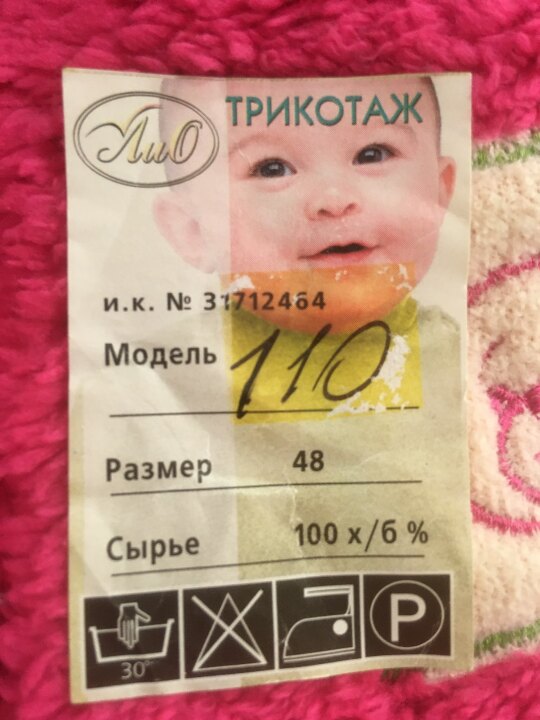 ЛиО
ТРИКОТАЖ
и.к. № 31712464
Модель 110
Размер 48
Сырье 100 х/б %
30°
P